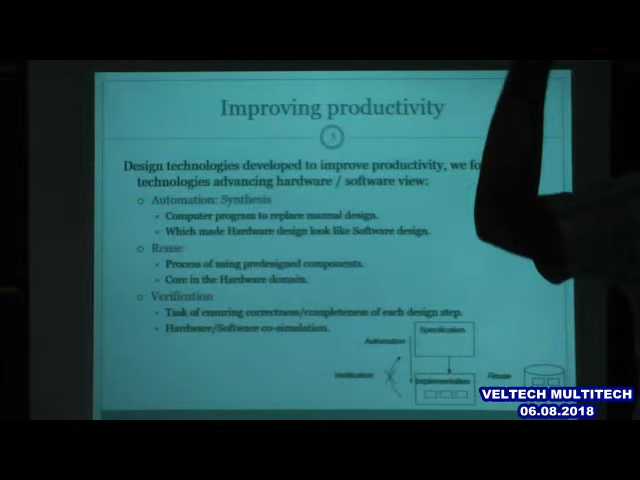 Improving productivity
3
Design technologies developed to improve productivity, we fo
technologies advancing hardware / software view:
Automation: Synthesis
Computer program to replace manual design.
Which made Hardware design look like Software design.
Reuse
Process of using predesigned components.
Core in the Hardware domain.
Verification
Task of ensuring correctness/completeness of each design step.
Hardware/Software co-simulation.
Specification
Automation
Verification
Implementation
Reuse
VELTECH MULTITECH
06.08.2018